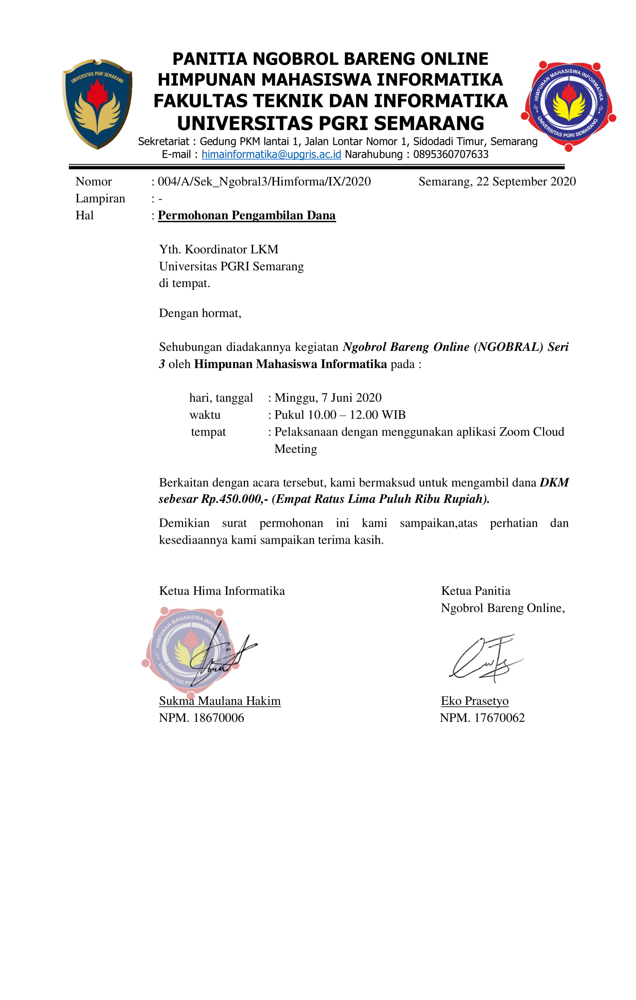 PANITIA NGOBROL BARENG ONLINE
HIMPUNAN MAHASISWA INFORMATIKA
FAKULTAS TEKNIK DAN INFORMATIKA
UNIVERSITAS PGRI SEMARANG
Sekretariat : Gedung PKM lantai 1, Jalan Lontar Nomor 1, Sidodadi Timur, Semarang
E-mail : himainformatika@upgris.ac.id Narahubung : 0895360707633
UNIVERSITAS PGRI SEMARANG
HIMPUNAN MAHASISWA INFORMATIKA
UNIVERSITAS PGRI SEMARANG
Nomor : 004/A/Sek_Ngobral3/Himforma/IX/2020 Semarang, 22 September 2020
Lampiran : -
Hal : Permohonan Pengambilan Dana
Yth. Koordinator LKM
Universitas PGRI Semarang
di tempat.
Dengan hormat,
Sehubungan diadakannya kegiatan Ngobrol Bareng Online (NGOBRAL) Seri
3 oleh Himpunan Mahasiswa Informatika pada :
hari, tanggal : Minggu, 7 Juni 2020
waktu : Pukul 10.00 – 12.00 WIB
tempat : Pelaksanaan dengan menggunakan aplikasi Zoom Cloud
Meeting
Berkaitan dengan acara tersebut, kami bermaksud untuk mengambil dana DKM
sebesar Rp.450.000,- (Empat Ratus Lima Puluh Ribu Rupiah).
Demikian surat permohonan ini kami sampaikan,atas perhatian dan
kesediaannya kami sampaikan terima kasih.
Ketua Hima Informatika Ketua Panitia
Ngobrol Bareng Online,
HIMPUNAN MAHASISWA INFORMATIKA
UNIVERSITAS PGRI SEMARANG
Sukma Maulana Hakim Eko Prasetyo
NPM. 18670006 NPM. 17670062